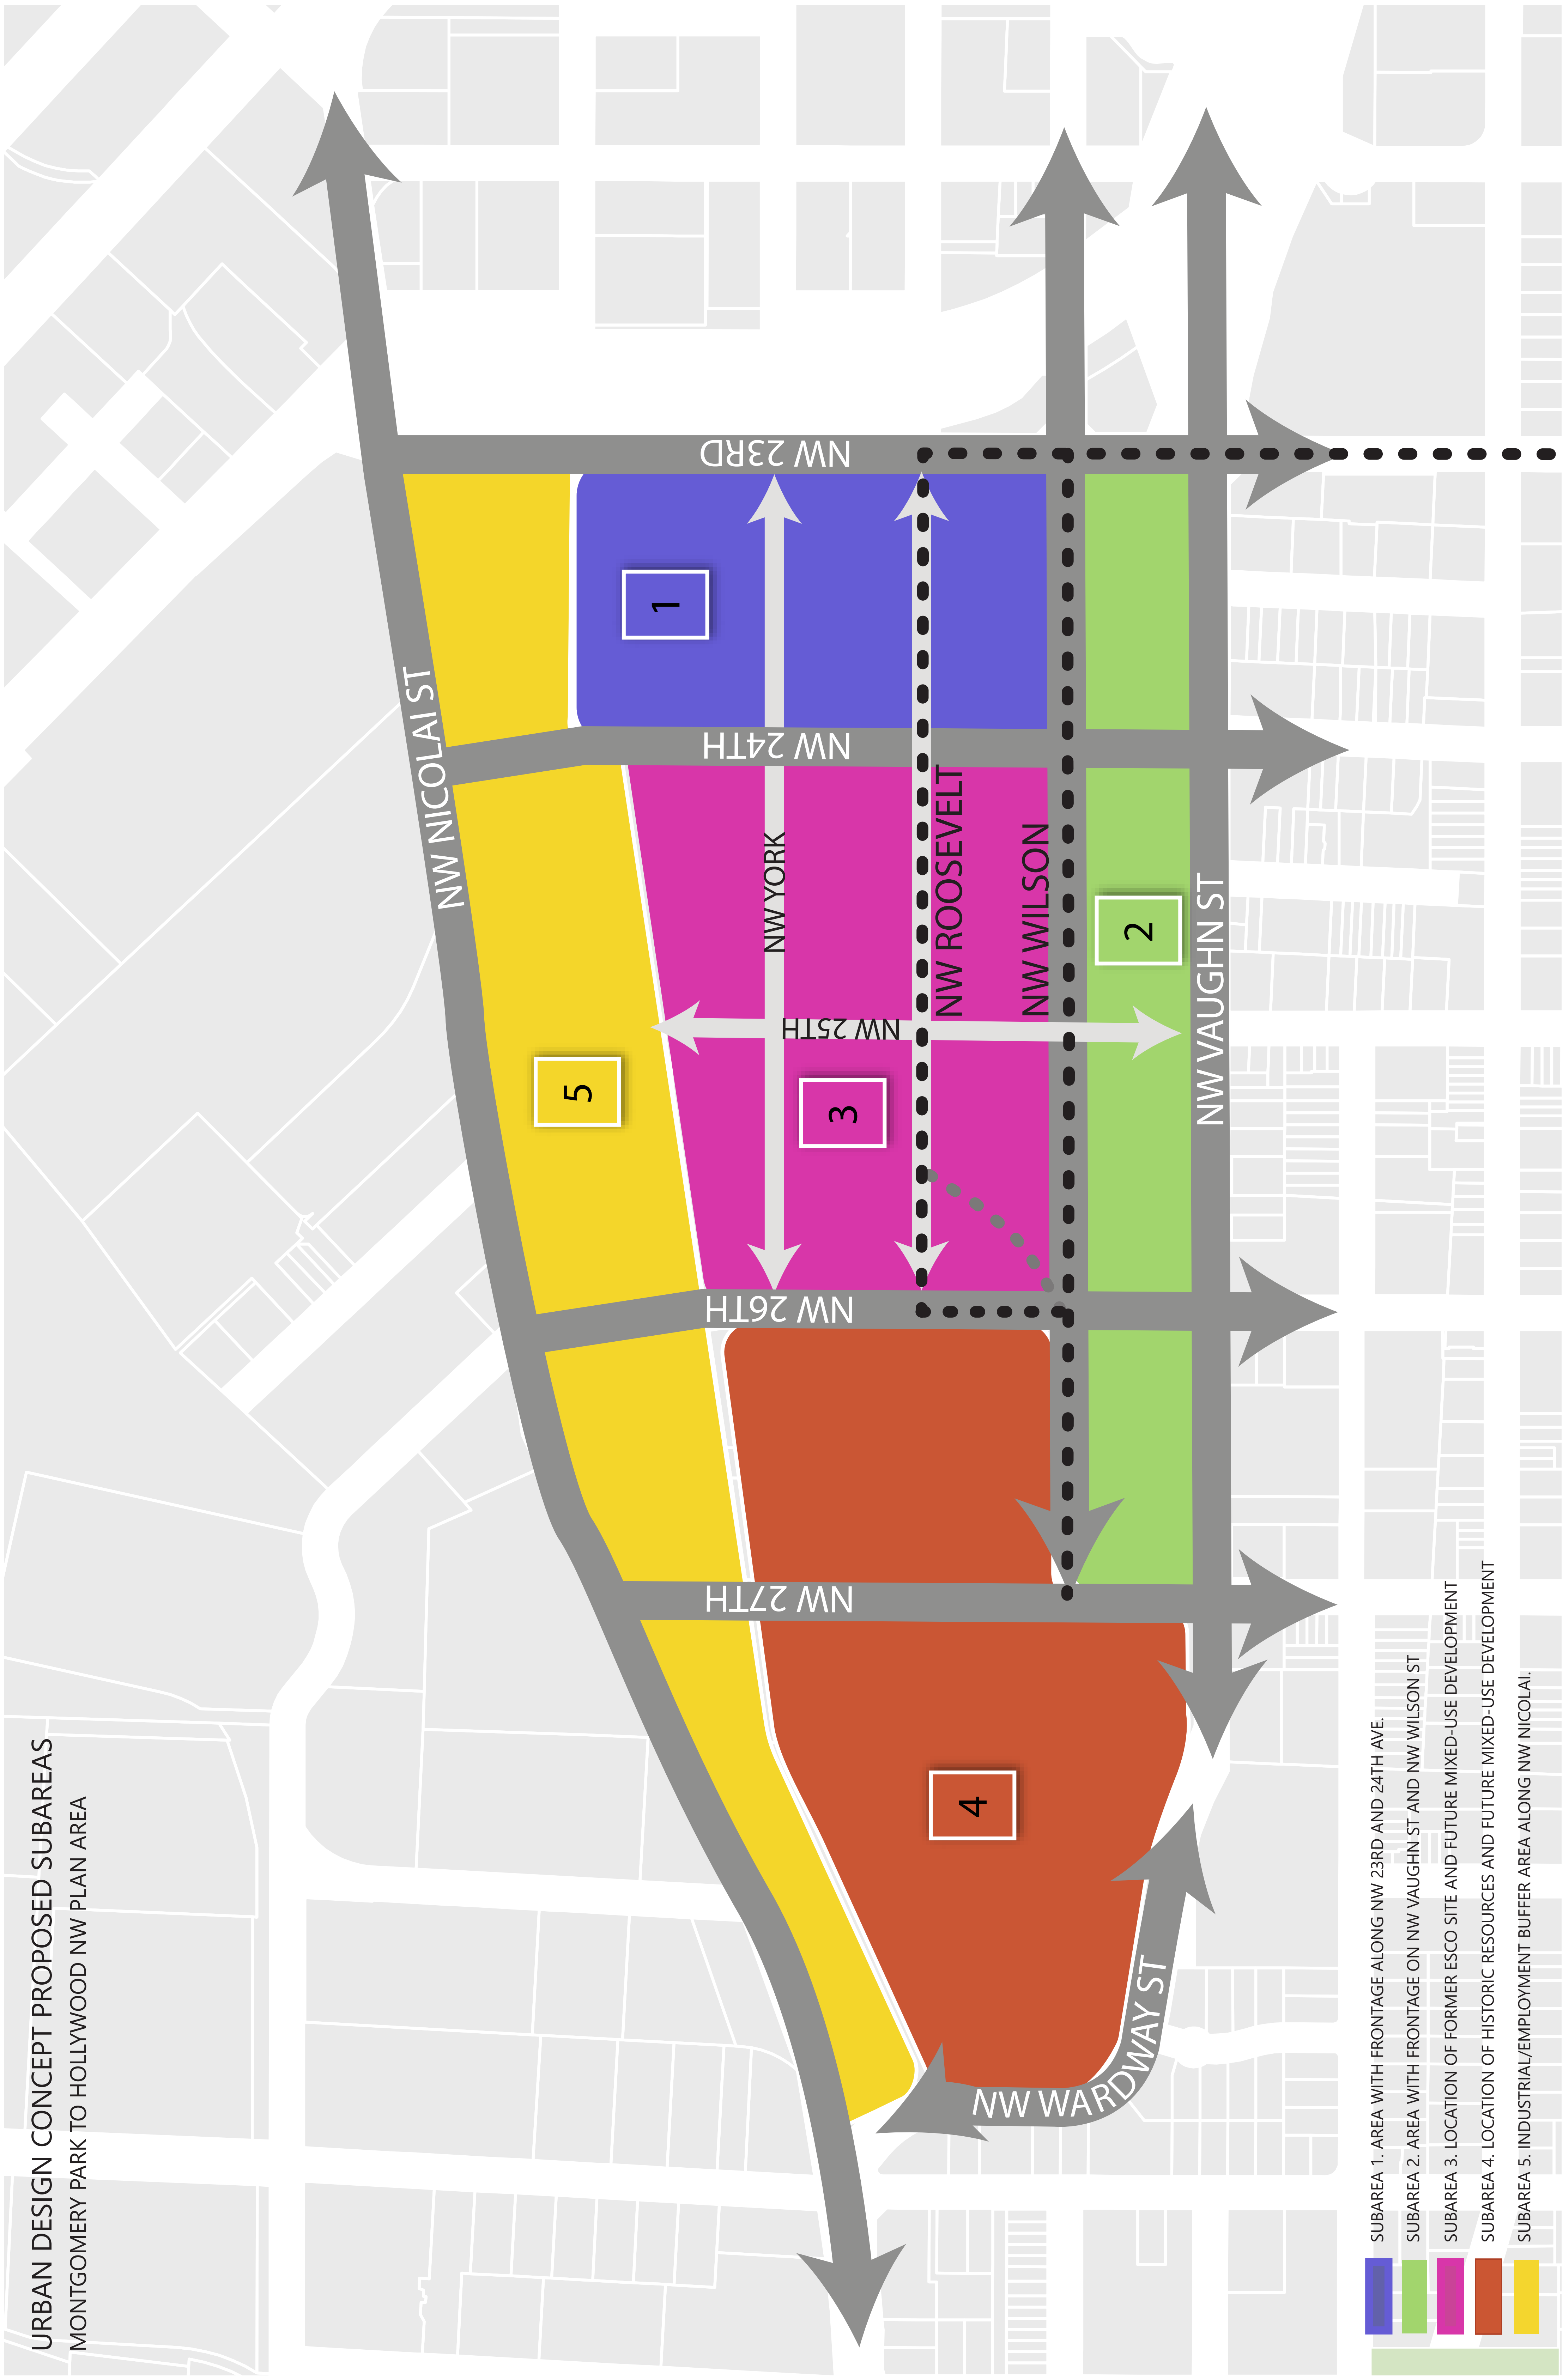 URBAN DESIGN CONCEPT PROPOSED SUBAREAS
MONTGOMERY PARK TO HOLLYWOOD NW PLAN AREA
NW NICOLAI ST
5
1
NW YORK
3
NW ROOSEVELT
NW WILSON
2
NW VAUGHN ST
4
NW WARDWAY ST
NW 27TH
NW 26TH
NW 25TH
NW 24TH
NW 23RD
SUBAREA 1. AREA WITH FRONTAGE ALONG NW 23RD AND 24TH AVE.
SUBAREA 2. AREA WITH FRONTAGE ON NW VAUGHN ST AND NW WILSON ST
SUBAREA 3. LOCATION OF FORMER ESCO SITE AND FUTURE MIXED-USE DEVELOPMENT
SUBAREA 4. LOCATION OF HISTORIC RESOURCES AND FUTURE MIXED-USE DEVELOPMENT
SUBAREA 5. INDUSTRIAL/EMPLOYMENT BUFFER AREA ALONG NW NICOLAI.